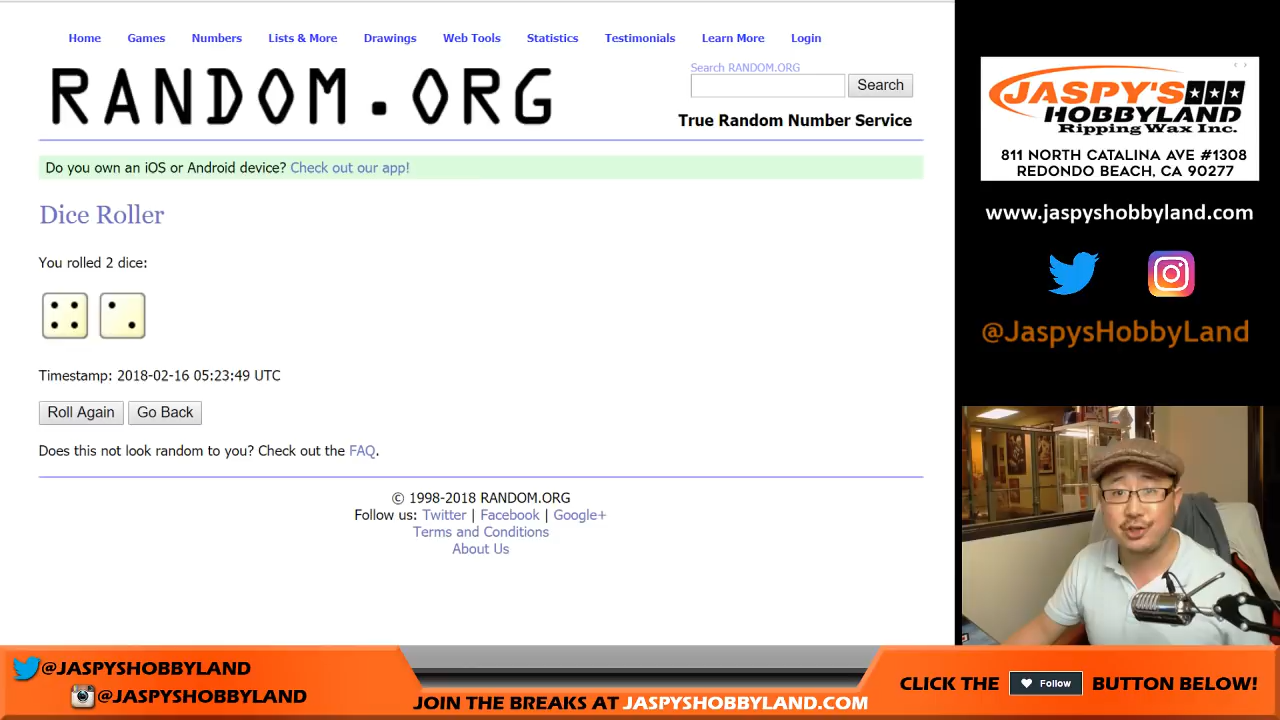 Home Games Numbers Lists & More Drawings Web Tools Statistics Testimonials Learn More Login
RANDOM.ORG
Search RANDOM.ORG
Search
True Random Number Service
Do you own an iOS or Android device? Check out our app!
Dice Roller
You rolled 2 dice:
Timestamp: 2018-02-16 05:23:49 UTC
Roll Again Go Back
Does this not look random to you? Check out the FAQ.
© 1998-2018 RANDOM.ORG
Follow us: Twitter | Facebook | Google+
Terms and Conditions
About Us
JASPY'S
HOBBYLAND
Ripping Wax Inc.
811 NORTH CATALINA AVE #1308
REDONDO BEACH, CA 90277
www.jaspyshobbyland.com
@JaspysHobbyLand
@JASPYSHOBBYLAND
@JASPYSHOBBYLAND
JOIN THE BREAKS AT JASPYSHOBBYLAND.COM
CLICK THE Follow BUTTON BELOW!